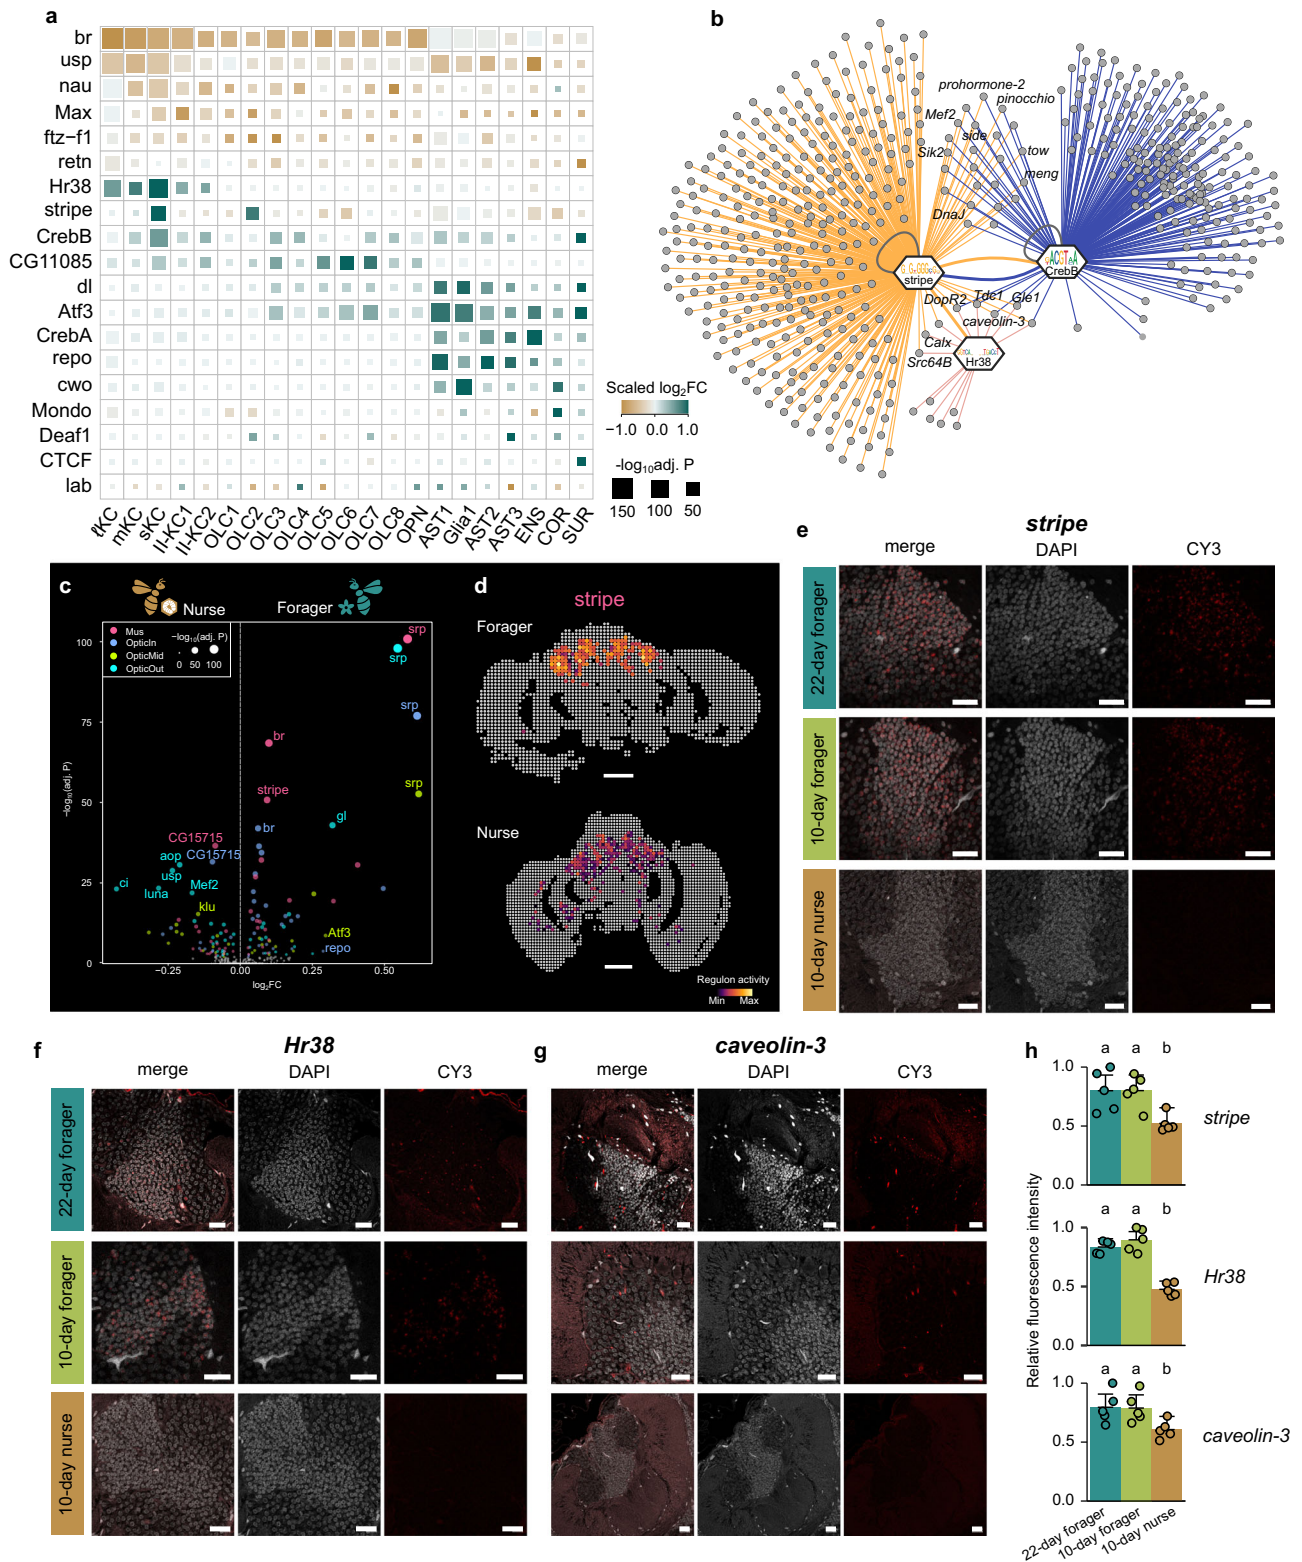 a
br
usp
nau
Max
ftz−f1
retn
Hr38
stripe
CrebB
CG11085
dl
Atf3
CrebA
repo
cwo
Mondo
Deaf1
CTCF
lab
ℓKC
mKC
sKC
II-KC1
II-KC2
OLC1
OLC2
OLC3
OLC4
OLC5
OLC6
OLC7
OLC8
OPN
AST1
Glia1
AST2
AST3
ENS
COR
SUR
Scaled log2FC
−1.0 0.0 1.0
-log10adj. P
150 100 50
b
prohormone-2
pinocchio
Mef2
side
Sik2
tow
meng
DnaJ
stripe
CrebB
DopR2 Tdc1 Gle1
caveolin-3
Calx
Src64B
Hr38
c
Nurse
Forager
Mus
OpticIn
OpticMid
OpticOut
−log10(adj. P)
0 50 100
srp
srp
srp
br
srp
stripe
gl
br
CG15715
aop
CG15715
usp
ci
luna
Mef2
klu
Atf3
repo
100
75
50
25
0
−log10(adj. P)
−0.25 0.00 0.25 0.50
log2FC
d
stripe
Forager
Nurse
Regulon activity
Min Max
e
stripe
merge DAPI CY3
22-day forager
10-day forager
10-day nurse
f
Hr38
merge DAPI CY3
22-day forager
10-day forager
10-day nurse
g
caveolin-3
merge DAPI CY3
h
Relative fluorescence intensity
a a b
1.0
0.5
0.0
stripe
a a b
1.0
0.5
0.0
Hr38
a a b
1.0
0.5
0.0
caveolin-3
22-day forager
10-day forager
10-day nurse